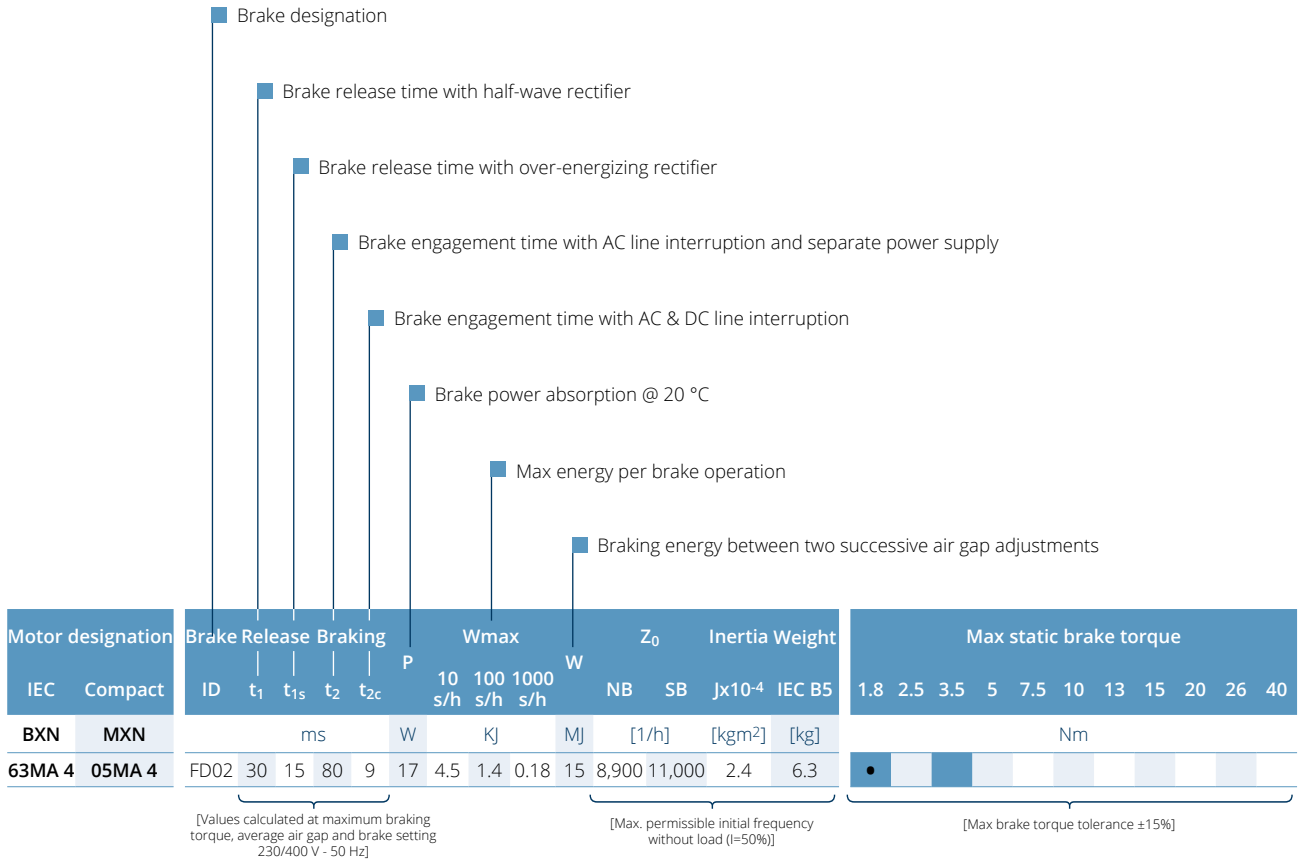 Brake designation
Brake release time with half-wave rectifier
Brake release time with over-energizing rectifier
Brake engagement time with AC line interruption and separate power supply
Brake engagement time with AC & DC line interruption
Brake power absorption @ 20 °C
Max energy per brake operation
Braking energy between two successive air gap adjustments
Motor designation Brake Release Braking P Wmax W Z0 Inertia Weight Max static brake torque
IEC Compact ID t1 t1s t2 t2c 10 s/h 100 s/h 1000 s/h NB SB Jx10-4 IEC B5 1.8 2.5 3.5 5 7.5 10 13 15 20 26 40
BXN MXN ms W KJ MJ [1/h] [kgm2] [kg] Nm
63MA 4 05MA 4 FD02 30 15 80 9 17 4.5 1.4 0.18 15 8,900 11,000 2.4 6.3 •
[Values calculated at maximum braking
torque, average air gap and brake setting
230/400 V - 50 Hz]
[Max. permissible initial frequency
without load (I=50%)]
[Max brake torque tolerance ±15%]